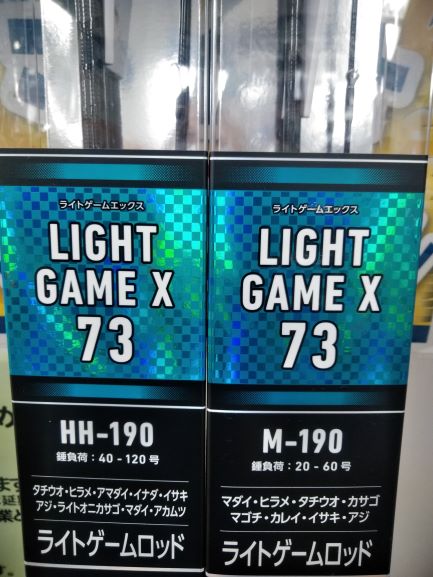 ライトゲームエックス
LIGHT
GAME X
73
HH-190
錘負荷：40-120号
タチウオ・ヒラメ・アマダイ・イナダ・イサキ
アジ・ライトオニカサゴ・マダイ・アカムツ
ライトゲームロッド
ライトゲームエックス
LIGHT
GAME X
73
M-190
錘負荷：20-60号
マダイ・ヒラメ・タチウオ・カサゴ
マゴチ・カレイ・イサキ・アジ
ライトゲームロッド